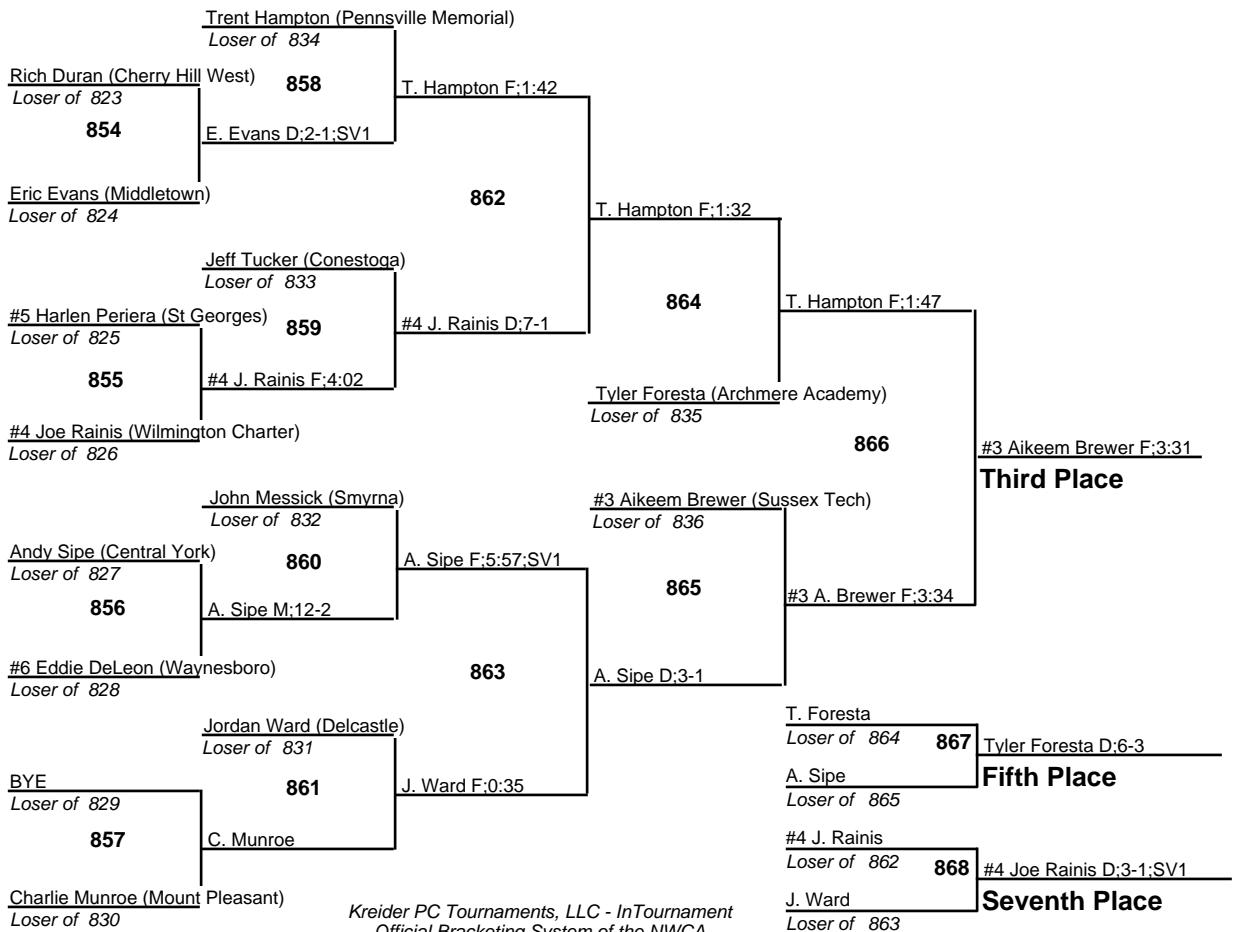 Trent Hampton (Pennsville Memorial)
Loser of 834
Rich Duran (Cherry Hill West)
Loser of 823
858
T. Hampton F;1:42
854
E. Evans D;2-1;SV1
Eric Evans (Middletown)
Loser of 824
862
T. Hampton F;1:32
Jeff Tucker (Conestoga)
Loser of 833
#5 Harlen Periera (St Georges)
Loser of 825
859
#4 J. Rainis D;7-1
864
T. Hampton F;1:47
855
#4 J. Rainis F;4:02
Tyler Foresta (Archmere Academy)
Loser of 835
#4 Joe Rainis (Wilmington Charter)
Loser of 826
866
#3 Aikeem Brewer F;3:31
Third Place
John Messick (Smyrna)
Loser of 832
#3 Aikeem Brewer (Sussex Tech)
Loser of 836
Andy Sipe (Central York)
Loser of 827
860
A. Sipe F;5:57;SV1
865
#3 A. Brewer F;3:34
856
A. Sipe M;12-2
#6 Eddie DeLeon (Waynesboro)
Loser of 828
863
A. Sipe D;3-1
Jordan Ward (Delcastle)
Loser of 831
T. Foresta
Loser of 864
867
Tyler Foresta D;6-3
Fifth Place
A. Sipe
Loser of 865
BYE
Loser of 829
861
J. Ward F;0:35
857
C. Munroe
#4 J. Rainis
Loser of 862
868
#4 Joe Rainis D;3-1;SV1
Seventh Place
J. Ward
Loser of 863
Charlie Munroe (Mount Pleasant)
Loser of 830
Kreider PC Tournaments, LLC - InTournament
Official Bracketing System of the NWCA